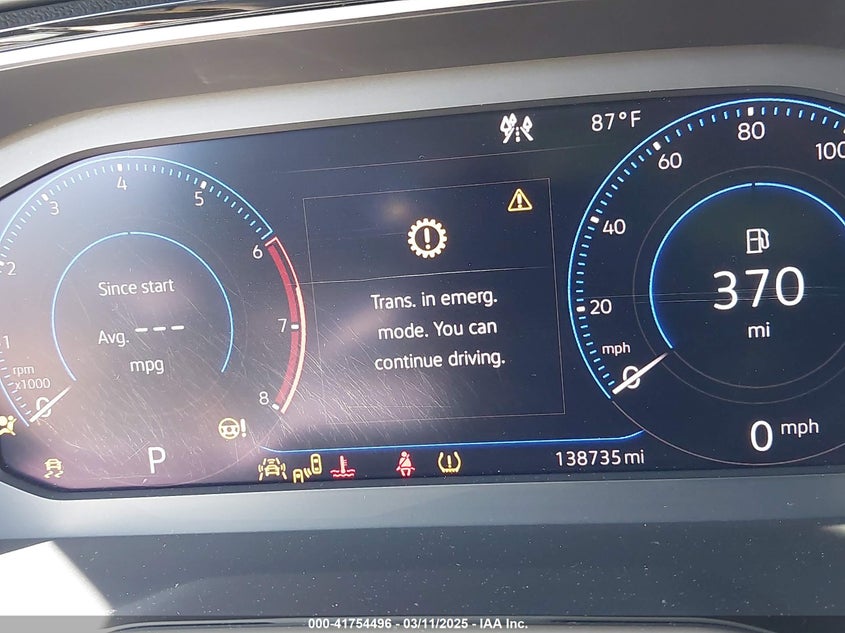 87°F
80
60
100
40
20
mph
0
4
3
5
2
6
1
7
8
rpm
x1000
0
Since start
Avg. ---
mpg
Trans. in emerg.
mode. You can
continue driving.
370
mi
0 mph
P
138735 mi
000-41754496 - 03/11/2025 - IAA Inc.